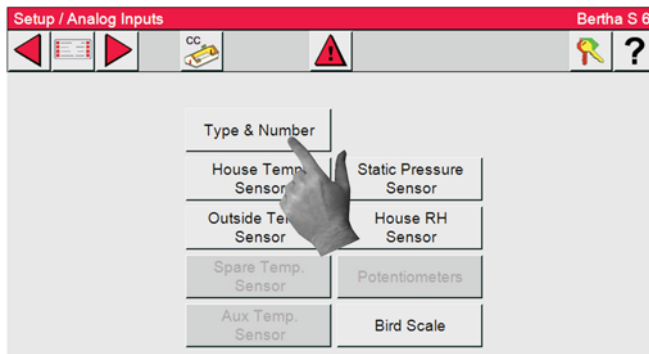 Setup / Analog Inputs
Bertha S 6
CC
?
Type & Number
House Temp.
Sensor
Static Pressure
Sensor
Outside Te
Sensor
House RH
Sensor
Spare Temp.
Sensor
Potentiometers
Aux Temp.
Sensor
Bird Scale